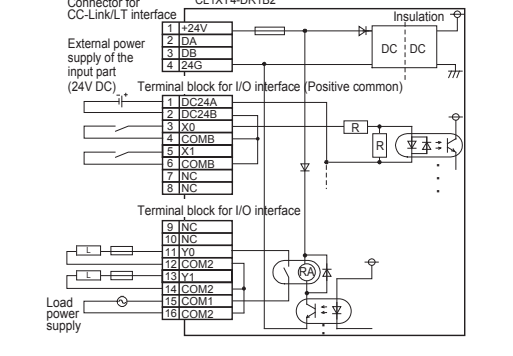 Connector for
CC-Link/LT interface
CL1XY4-DR1B2
Insulation
1 +24V
2 DA
3 DB
4 24G
DC DC
External power
supply of the
input part
(24V DC)
- +
Terminal block for I/O interface (Positive common)
1 DC24A
2 DC24B
3 X0
4 COMB
5 X1
6 COMB
7 NC
8 NC
R
R
Terminal block for I/O interface
9 NC
10 NC
11 Y0
12 COM2
13 Y1
14 COM2
15 COM1
16 COM2
L
L
RA
Load
power
supply